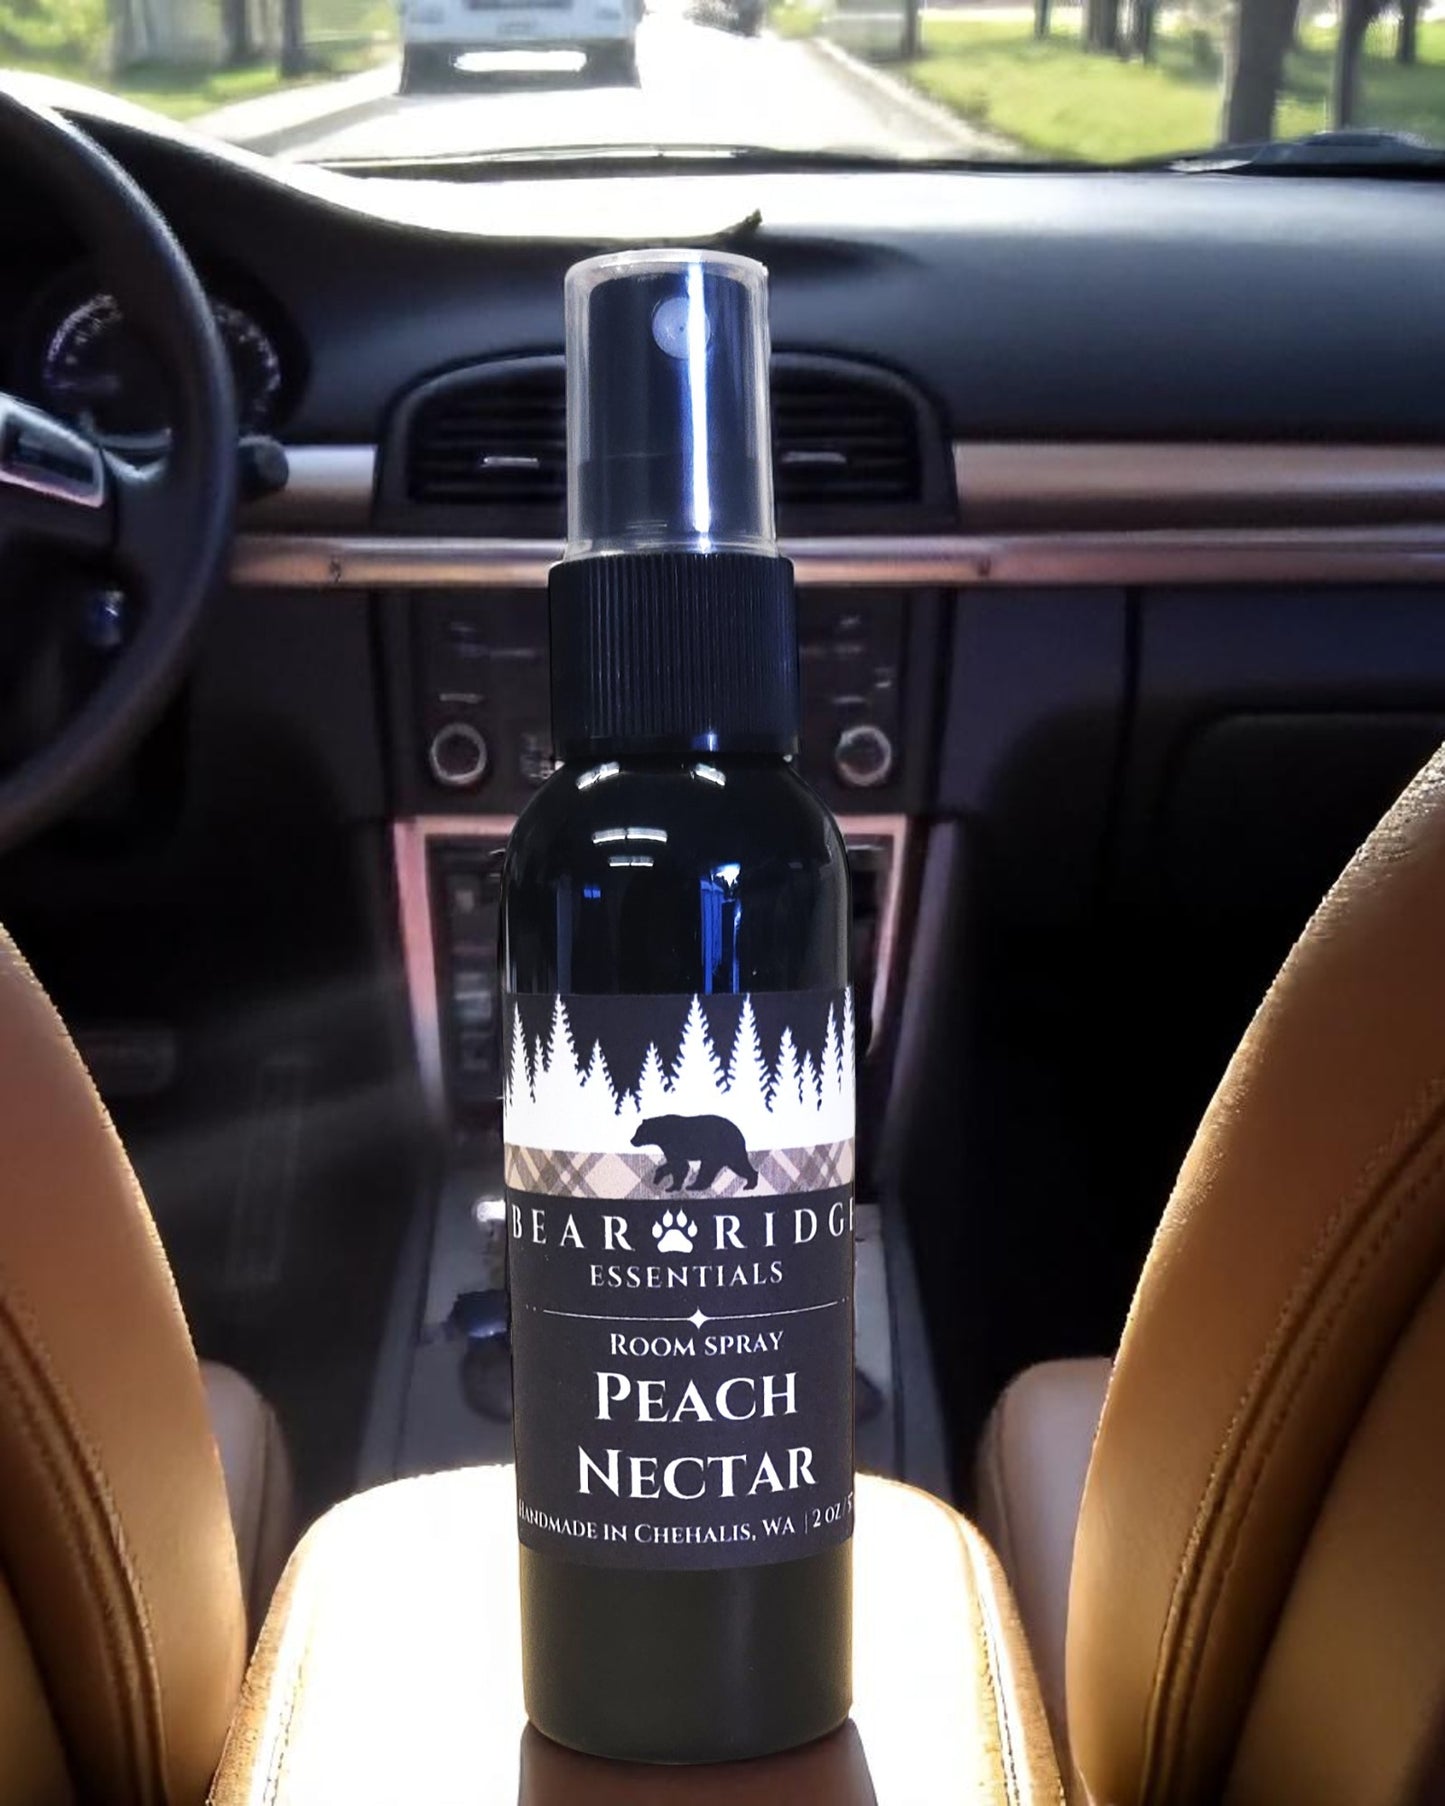 BEAR RIDGE
ESSENTIALS
ROOM SPRAY
PEACH
NECTAR
HANDMADE IN CHEHALIS, WA | 2 OZ /